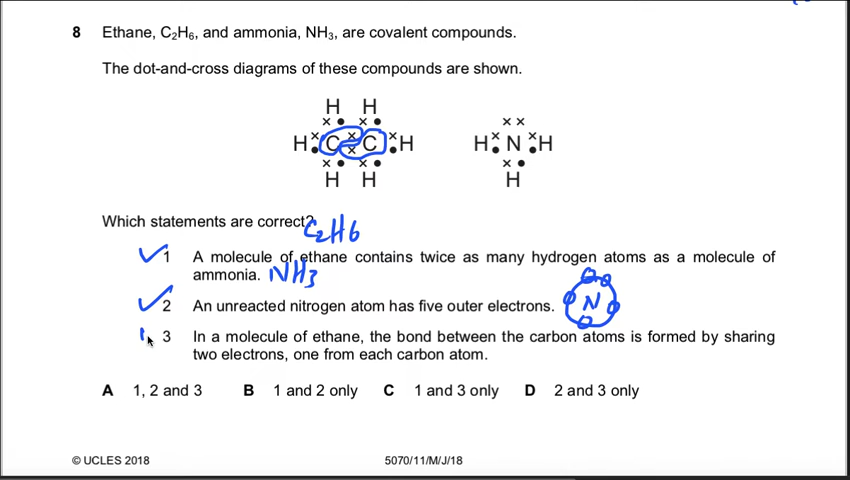 8 Ethane, C₂H₆, and ammonia, NH₃, are covalent compounds.
The dot-and-cross diagrams of these compounds are shown.
H H
H C C H H N H
H H H
Which statements are correct?
C2H6
1 A molecule of ethane contains twice as many hydrogen atoms as a molecule of
ammonia. NH3
2 An unreacted nitrogen atom has five outer electrons. N
3 In a molecule of ethane, the bond between the carbon atoms is formed by sharing
two electrons, one from each carbon atom.
A 1, 2 and 3 B 1 and 2 only C 1 and 3 only D 2 and 3 only
© UCLES 2018 5070/11/M/J/18